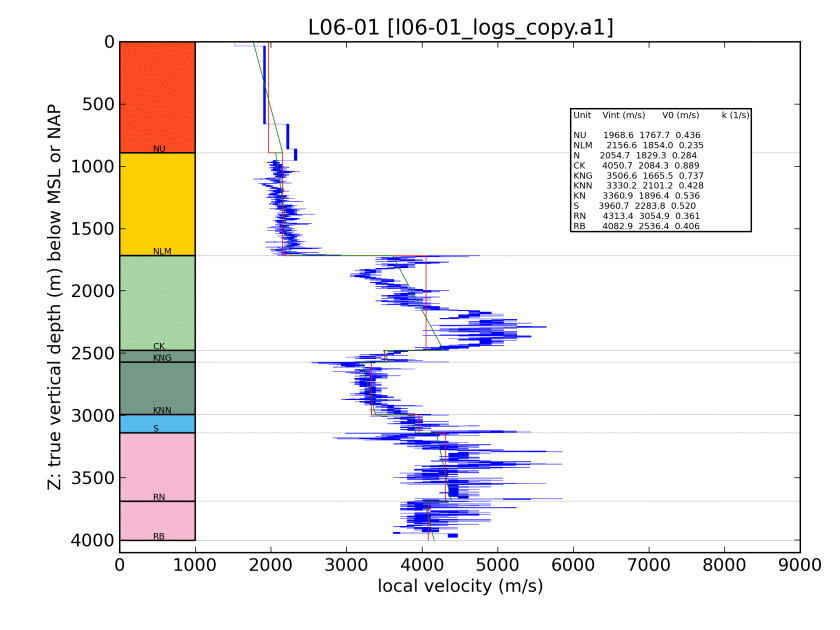 L06-01 [l06-01_logs_copy.a1]
0
500
1000
1500
2000
2500
3000
3500
4000
Z: true vertical depth (m) below MSL or NAP
NU
NLM
CK
KNG
KNN
S
RN
RB
Unit Vint (m/s) V0 (m/s) k (1/s)
NU 1968.6 1767.7 0.436
NLM 2156.6 1854.0 0.235
N 2054.7 1829.3 0.284
CK 4050.7 2084.3 0.889
KNG 3506.6 1665.5 0.737
KNN 3330.2 2101.2 0.428
KN 3360.9 1896.4 0.536
S 3960.7 2283.8 0.520
RN 4313.4 3054.9 0.361
RB 4082.9 2536.4 0.406
0 1000 2000 3000 4000 5000 6000 7000 8000 9000
local velocity (m/s)